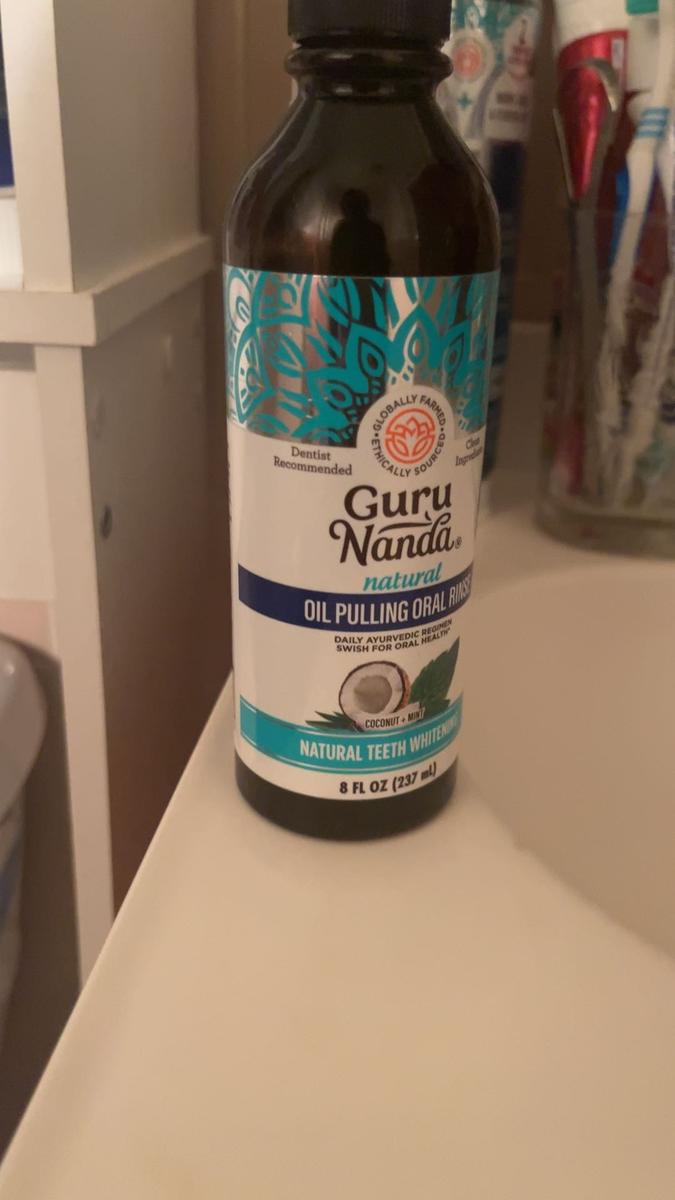 GLOBALLY FARMED
ETHICALLY SOURCED
Dentist
Recommended
Clean
Guru
Nanda®
natural
OIL PULLING ORAL RINSE
DAILY AYURVEDIC REGIMEN
SWISH FOR ORAL HEALTH*
COCONUT + MINT
NATURAL TEETH WHITENING
8 FL OZ (237 mL)